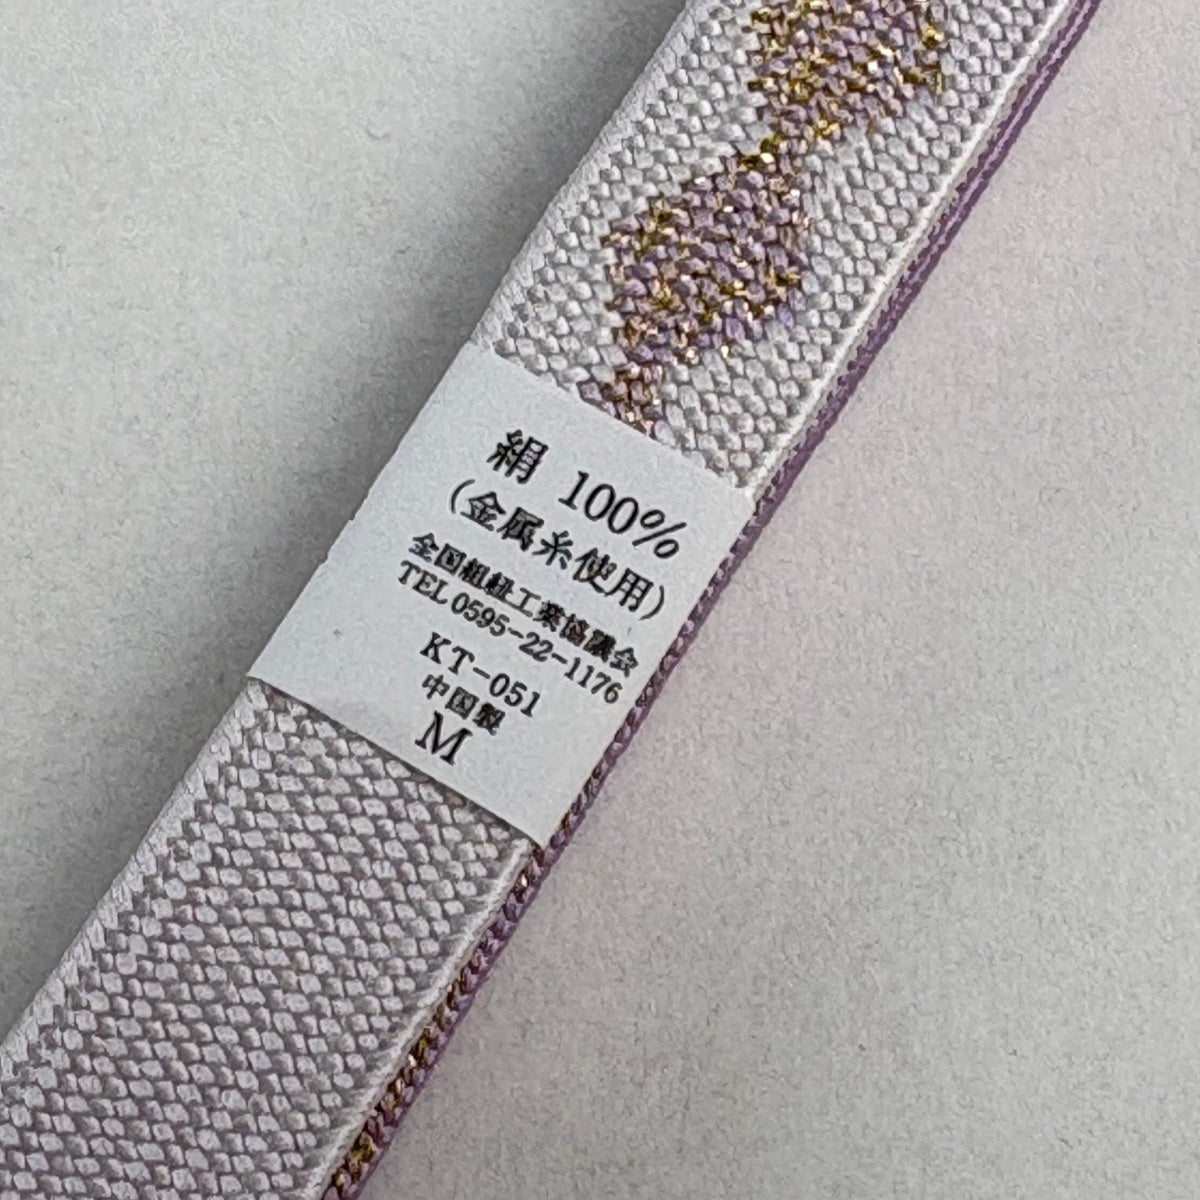 絹 100%
(金属糸使用)
全国組紐工業協議会
TEL 0595-22-1176
KT-051
中国製
M